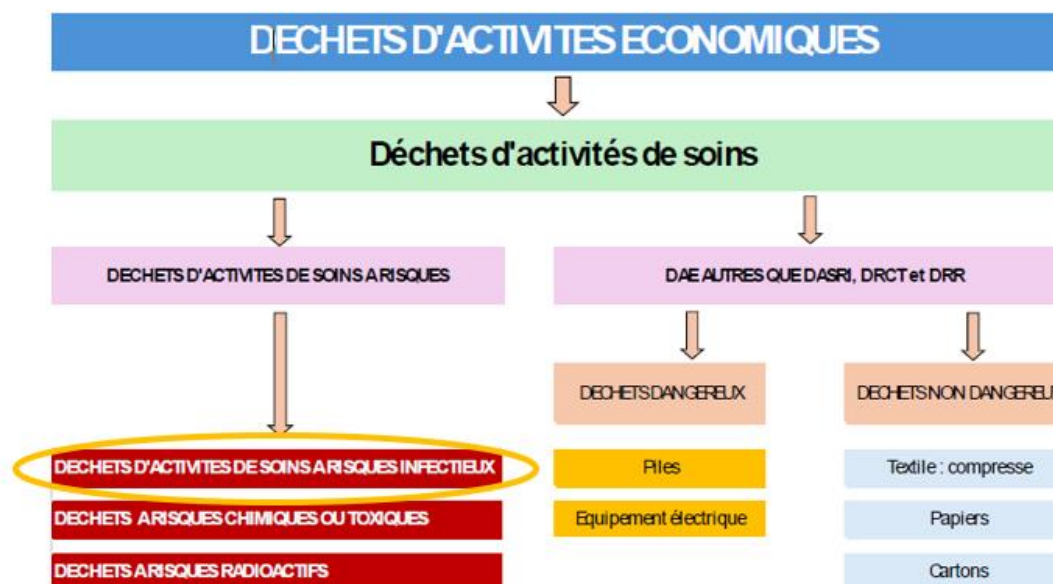 DECHETS D'ACTIVITES ECONOMIQUES
Déchets d'activités de soins
DECHETS D'ACTIVITES DE SOINS A RISQUES
DAE AUTRES QUE DASRI, DRCT et DRR
DECHETS DANGEREUX
DECHETS NON DANGEREU
DECHETS D'ACTIVITES DE SOINS A RISQUES INFECTIEUX
Piles
Textile : compresse
DECHETS A RISQUES CHIMIQUES OU TOXIQUES
Equipement électrique
Papiers
DECHETS A RISQUES RADIOACTIFS
Cartons